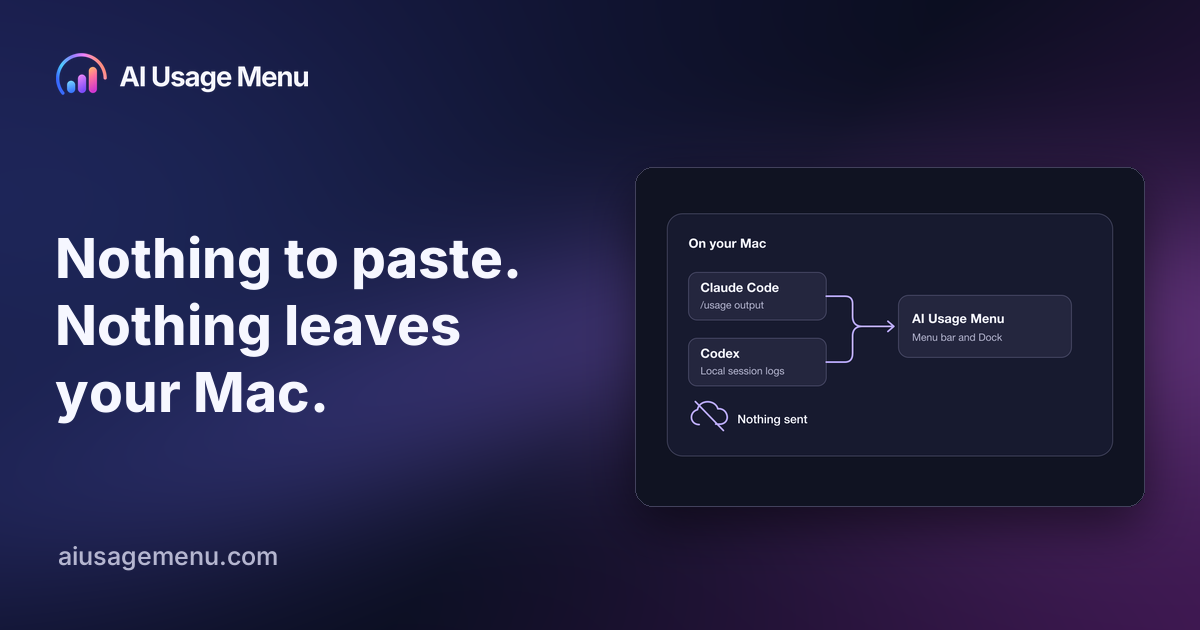 AI Usage Menu
Nothing to paste.
Nothing leaves
your Mac.
aiusagemenu.com
On your Mac
Claude Code
/usage output
Codex
Local session logs
AI Usage Menu
Menu bar and Dock
Nothing sent